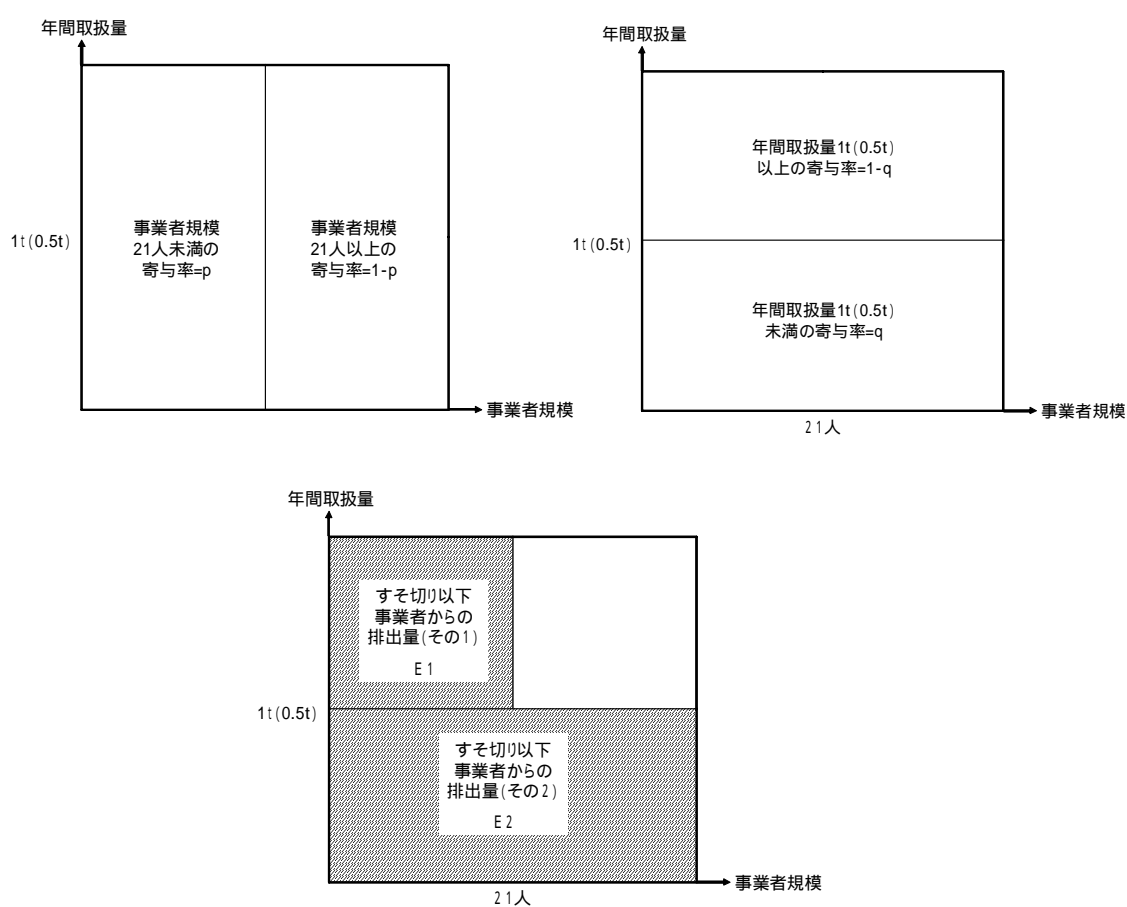 年間取扱量
1t(0.5t)
事業者規模
21人未満の
寄与率=p
事業者規模
21人以上の
寄与率=1-p
事業者規模
年間取扱量
年間取扱量1t(0.5t)
以上の寄与率=1-q
1t(0.5t)
年間取扱量1t(0.5t)
未満の寄与率=q
事業者規模
21人
年間取扱量
すそ切り以下
事業者からの
排出量(その1)
E1
1t(0.5t)
すそ切り以下
事業者からの
排出量(その2)
E2
事業者規模
21人